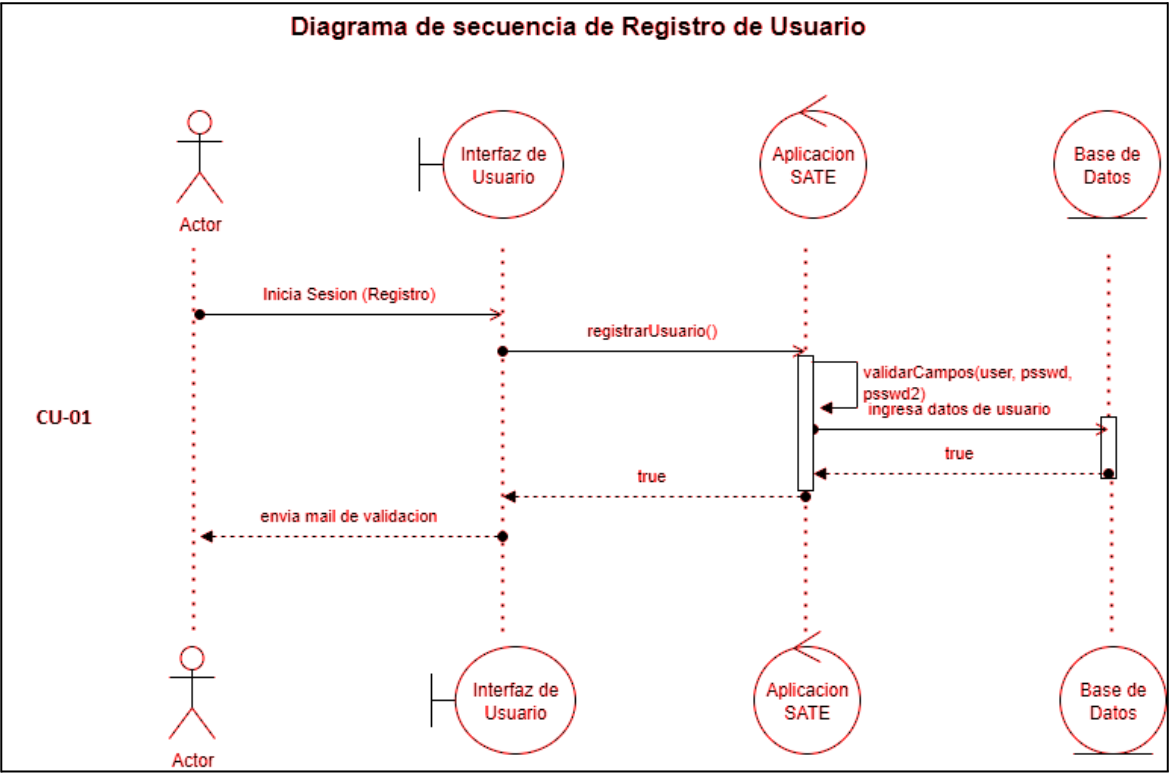 Diagrama de secuencia de Registro de Usuario
Interfaz de
Usuario
Aplicacion
SATE
Base de
Datos
Actor
Inicia Sesion (Registro)
registrarUsuario()
validarCampos(user, psswd,
psswd2)
ingresa datos de usuario
CU-01
true
true
envia mail de validacion
Interfaz de
Usuario
Aplicacion
SATE
Base de
Datos
Actor